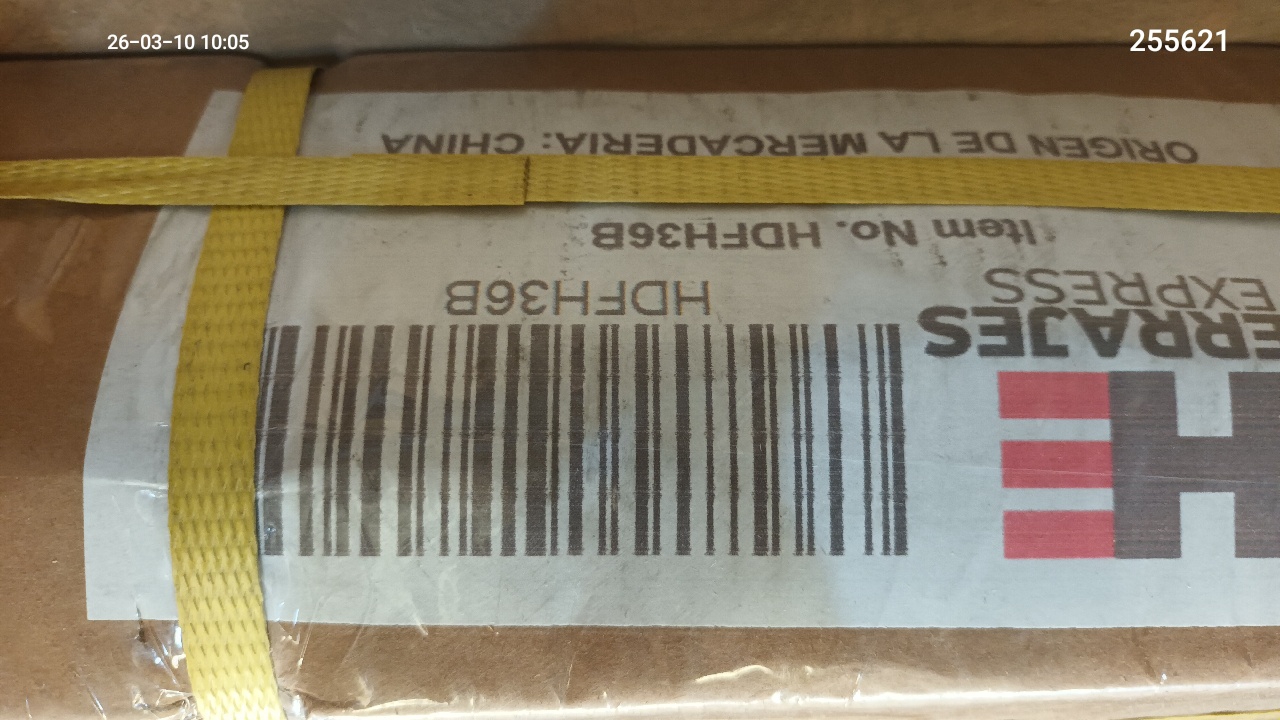 26-03-10 10:05
255621
ERRAJES
EXPRESS
HDFH36B
Item No. HDFH36B
ORIGEN DE LA MERCADERIA: CHINA